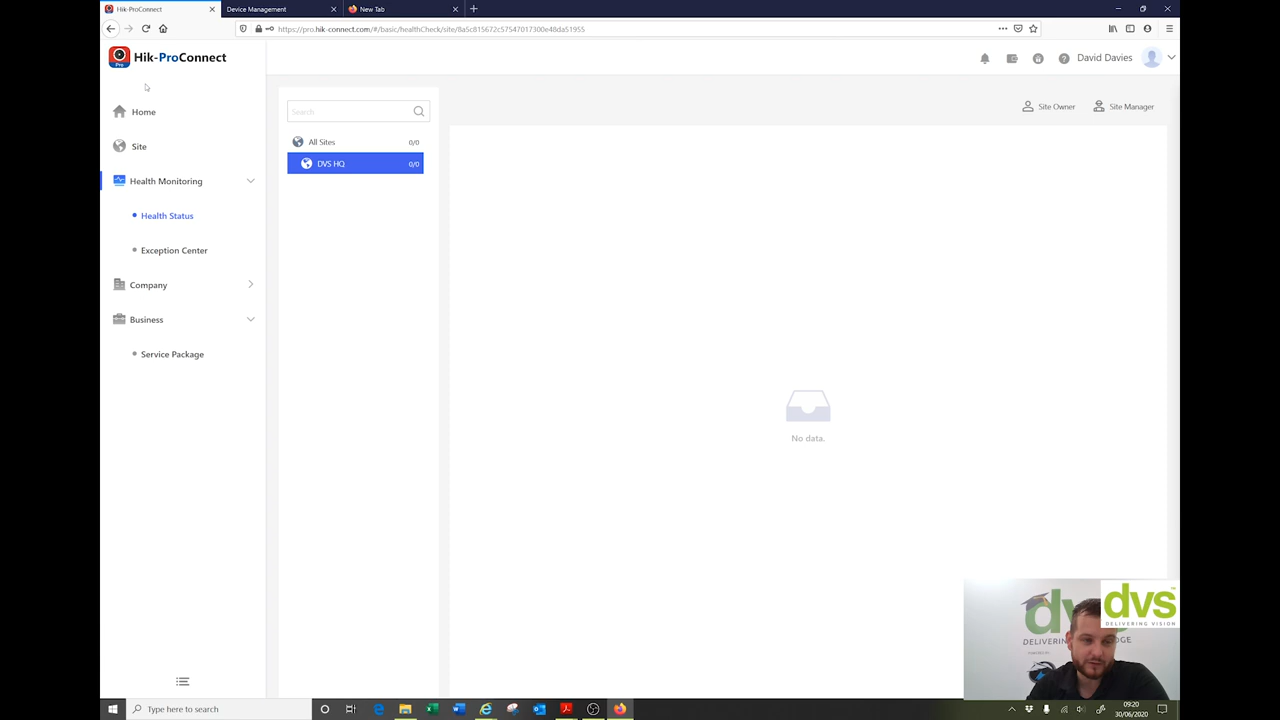 Hik-ProConnect
Device Management
New Tab
https://pro.hik-connect.com/#/basic/healthCheck/site/8a5c815672c57547017300e48da51955
Pro
Hik-ProConnect
David Davies
Home
Site
Health Monitoring
Health Status
Exception Center
Company
Business
Service Package
Search
All Sites 0/0
DVS HQ 0/0
Site Owner
Site Manager
No data.
dvs
DELIVERING VISION
Type here to search
09:20
30/06/2020